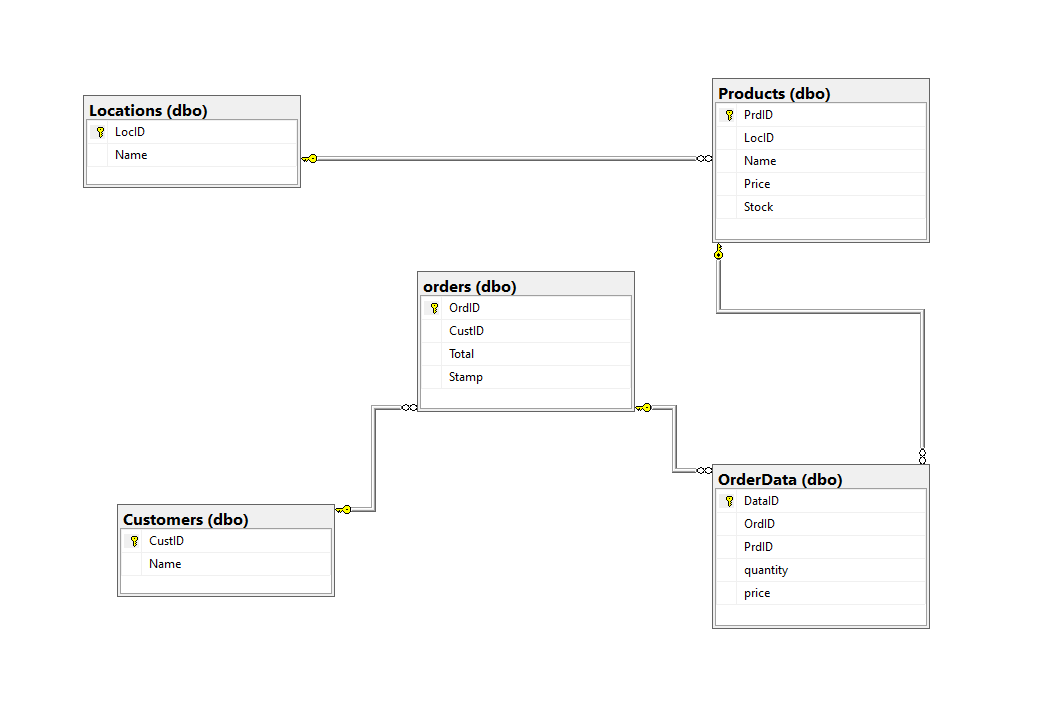 Locations (dbo)
LocID
Name
Products (dbo)
PrdID
LocID
Name
Price
Stock
orders (dbo)
OrdID
CustID
Total
Stamp
Customers (dbo)
CustID
Name
OrderData (dbo)
DataID
OrdID
PrdID
quantity
price